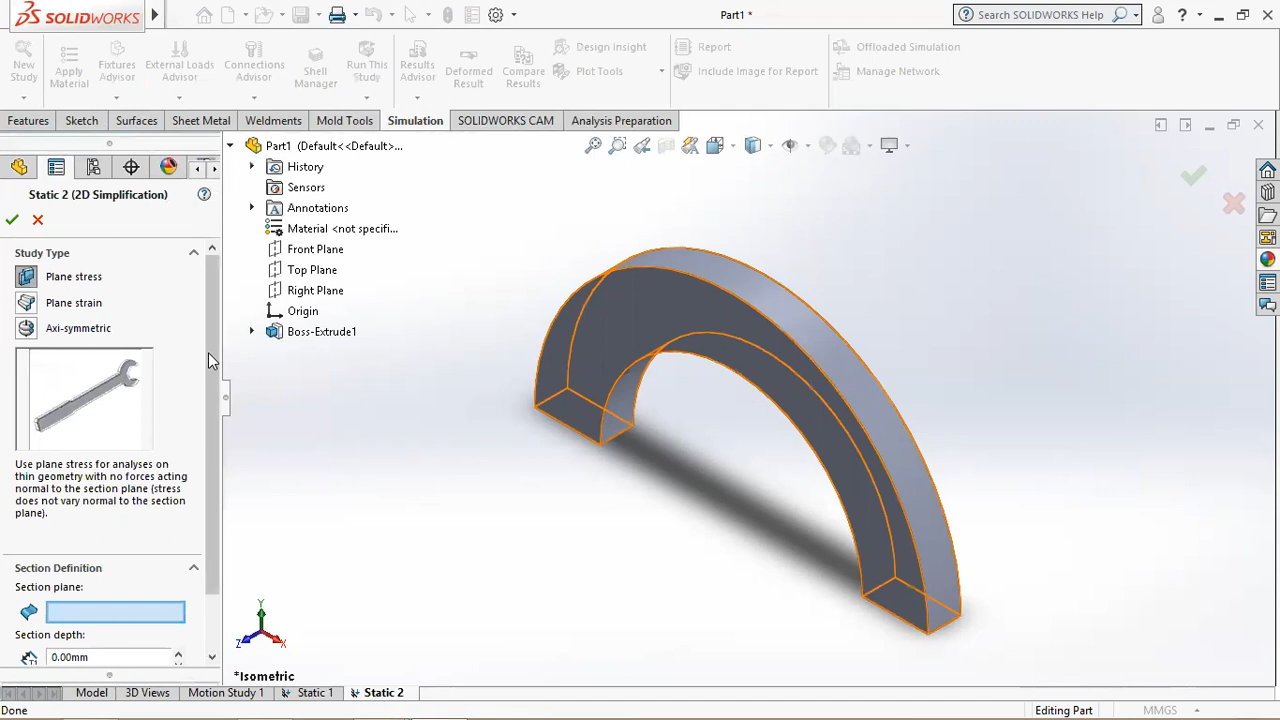 SOLIDWORKS
Part1 *
Search SOLIDWORKS Help
New Study
Apply Material
Fixtures Advisor
External Loads Advisor
Connections Advisor
Shell Manager
Run This Study
Results Advisor
Deformed Result
Compare Results
Design Insight
Plot Tools
Report
Include Image for Report
Offloaded Simulation
Manage Network
Features
Sketch
Surfaces
Sheet Metal
Weldments
Mold Tools
Simulation
SOLIDWORKS CAM
Analysis Preparation
Static 2 (2D Simplification)
Study Type
Plane stress
Plane strain
Axi-symmetric
Use plane stress for analyses on
thin geometry with no forces acting
normal to the section plane (stress
does not vary normal to the section
plane).
Section Definition
Section plane:
Section depth:
0.00mm
Part1 (Default<<Default>...
History
Sensors
Annotations
Material <not specifi...
Front Plane
Top Plane
Right Plane
Origin
Boss-Extrude1
Y
Z
X
*Isometric
Model
3D Views
Motion Study 1
Static 1
Static 2
Done
Editing Part
MMGS